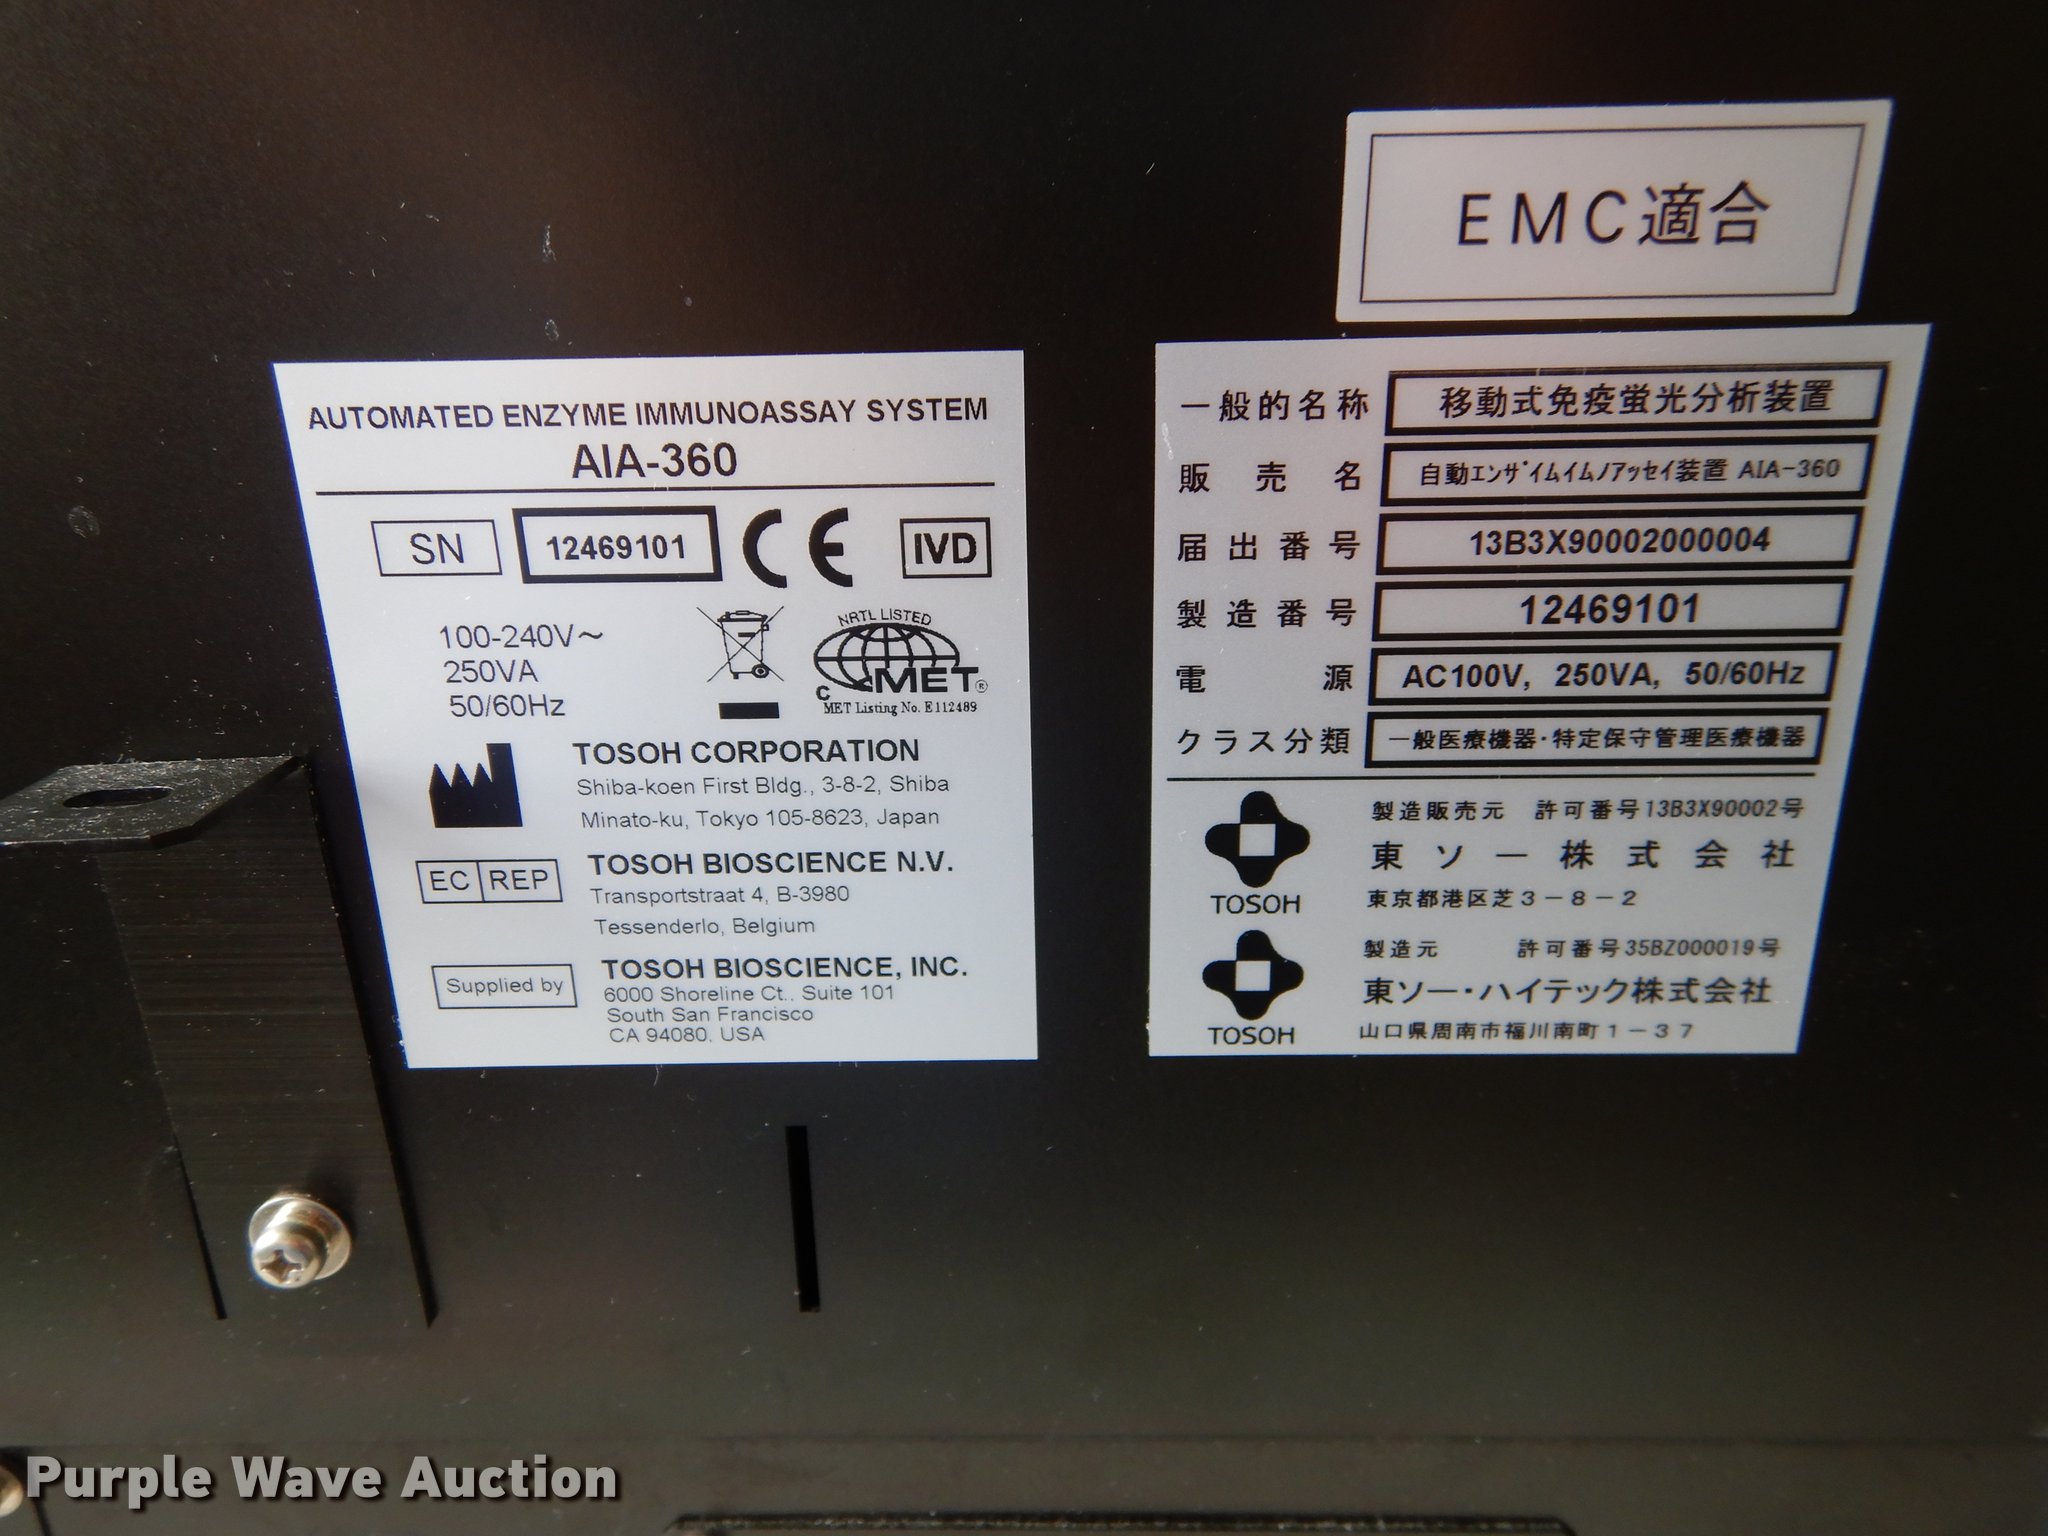 EMC適合
AUTOMATED ENZYME IMMUNOASSAY SYSTEM
AIA-360
SN 12469101 CE IVD
100-240V～
250VA
50/60Hz
NRTL LISTED
C MET®
MET Listing No. E112489
TOSOH CORPORATION
Shiba-koen First Bldg., 3-8-2, Shiba
Minato-ku, Tokyo 105-8623, Japan
EC REP
TOSOH BIOSCIENCE N.V.
Transportstraat 4, B-3980
Tessenderlo, Belgium
Supplied by
TOSOH BIOSCIENCE, INC.
6000 Shoreline Ct., Suite 101
South San Francisco
CA 94080. USA
一般的名称 移動式免疫蛍光分析装置
販売名 自動ｴﾝｻﾞｲﾑｲﾑﾉｱｯｾｲ装置 AIA-360
届出番号 13B3X90002000004
製造番号 12469101
電源 AC100V, 250VA, 50/60Hz
クラス分類 一般医療機器・特定保守管理医療機器
製造販売元 許可番号13B3X90002号
東ソー株式会社
東京都港区芝3-8-2
TOSOH
製造元 許可番号35BZ000019号
東ソー・ハイテック株式会社
山口県周南市福川南町1-37
TOSOH
Purple Wave Auction